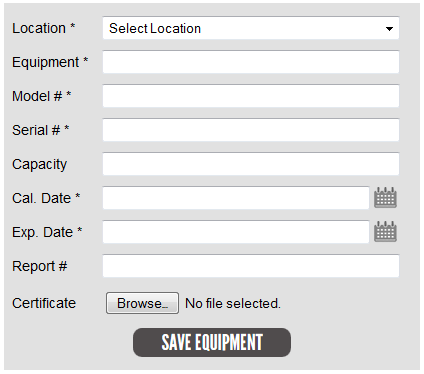 Location * Select Location
Equipment *
Model # *
Serial # *
Capacity
Cal. Date *
Exp. Date *
Report #
Certificate Browse... No file selected.
SAVE EQUIPMENT